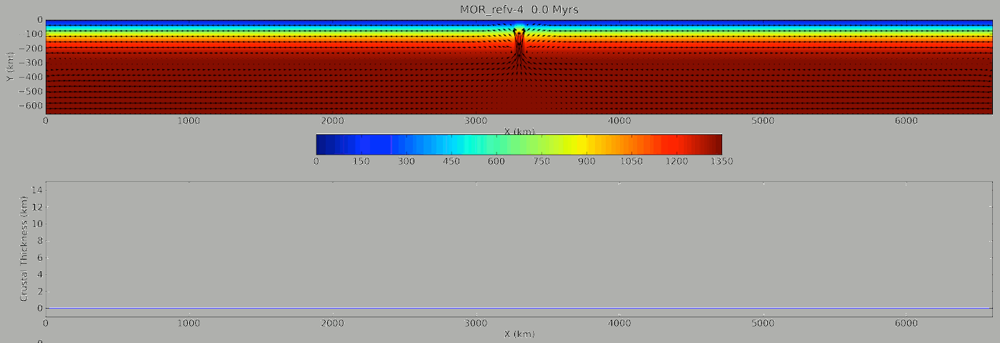 MOR_refv-4 0.0 Myrs
0
−100
−200
−300
−400
−500
−600
Y (km)
0 1000 2000 3000 4000 5000 6000
X (km)
0 150 300 450 600 750 900 1050 1200 1350
14
12
10
8
6
4
2
0
Crustal Thickness (km)
0 1000 2000 3000 4000 5000 6000
X (km)